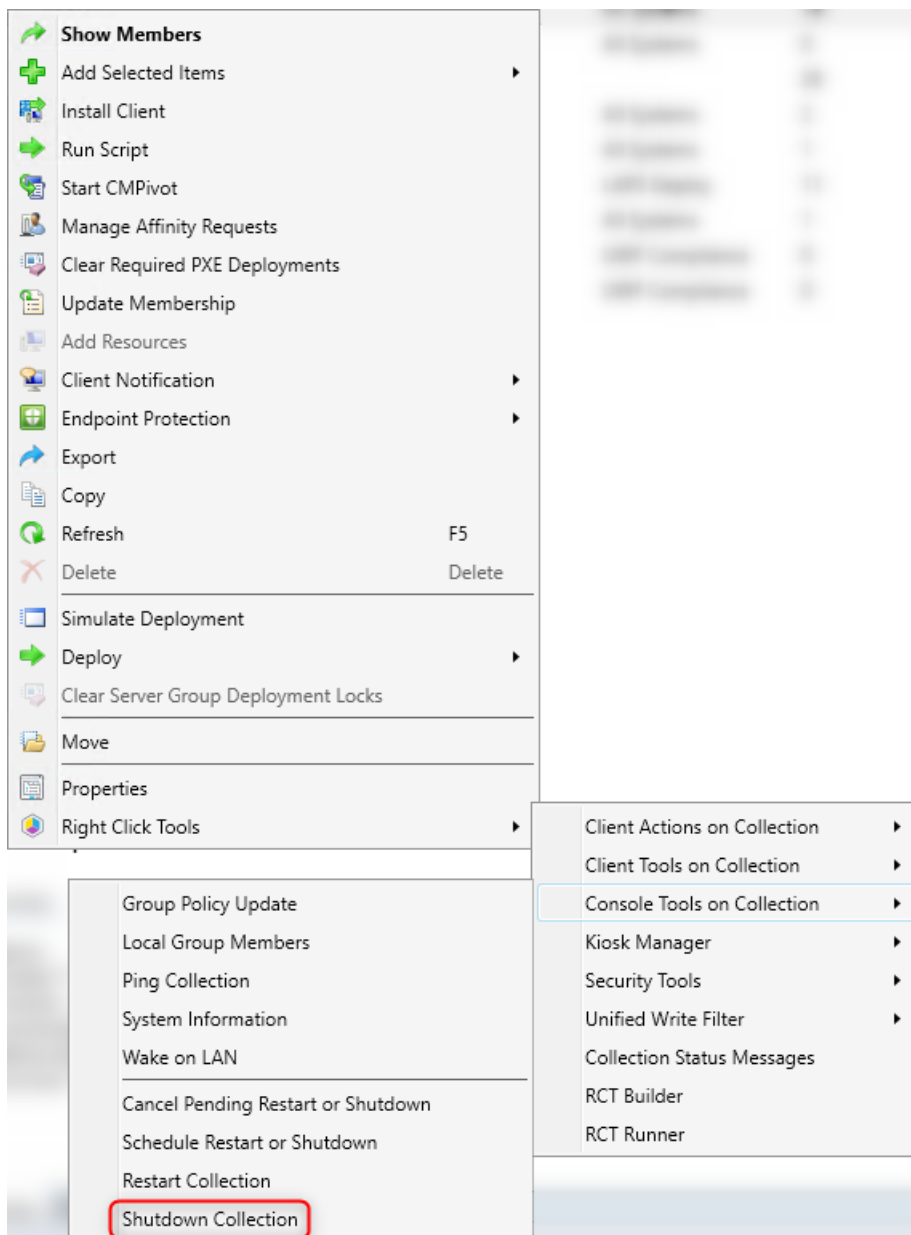 Show Members
Add Selected Items
Install Client
Run Script
Start CMPivot
Manage Affinity Requests
Clear Required PXE Deployments
Update Membership
Add Resources
Client Notification
Endpoint Protection
Export
Copy
Refresh F5
Delete Delete
Simulate Deployment
Deploy
Clear Server Group Deployment Locks
Move
Properties
Right Click Tools
Client Actions on Collection
Client Tools on Collection
Console Tools on Collection
Kiosk Manager
Security Tools
Unified Write Filter
Collection Status Messages
RCT Builder
RCT Runner
Group Policy Update
Local Group Members
Ping Collection
System Information
Wake on LAN
Cancel Pending Restart or Shutdown
Schedule Restart or Shutdown
Restart Collection
Shutdown Collection